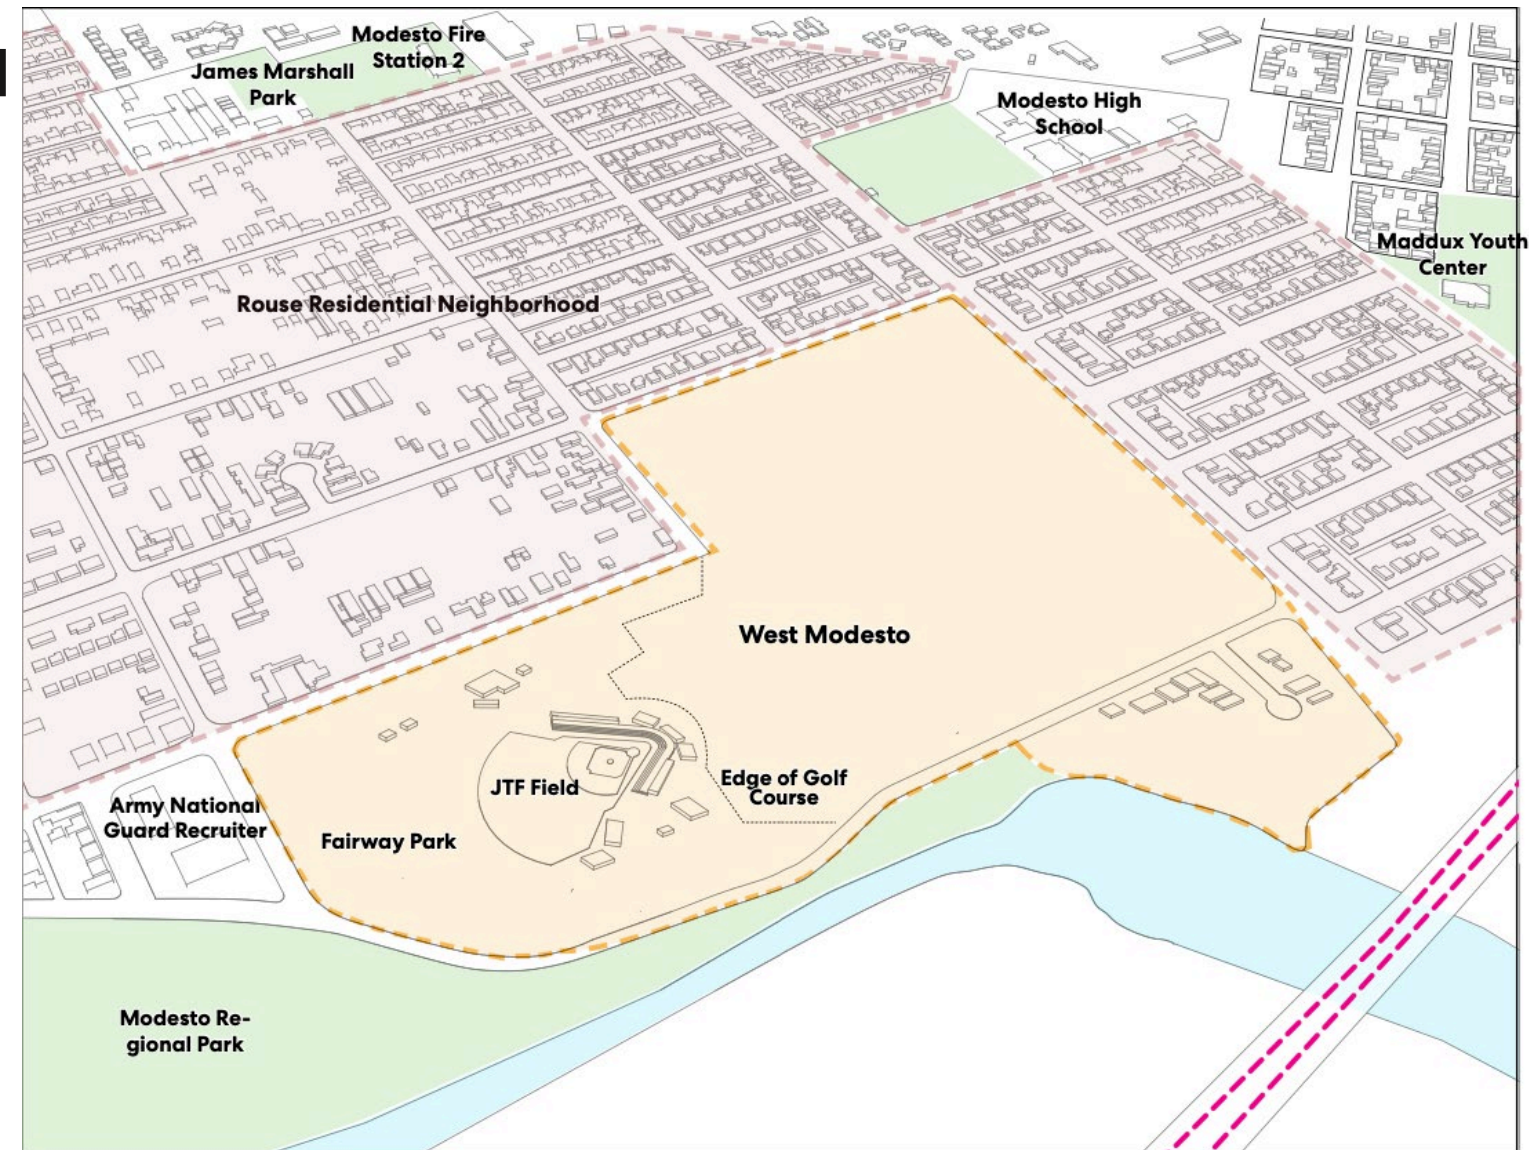 Modesto Fire
Station 2
James Marshall
Park
Modesto High
School
Maddux Youth
Center
Rouse Residential Neighborhood
West Modesto
JTF Field
Edge of Golf
Course
Army National
Guard Recruiter
Fairway Park
Modesto Re-
gional Park